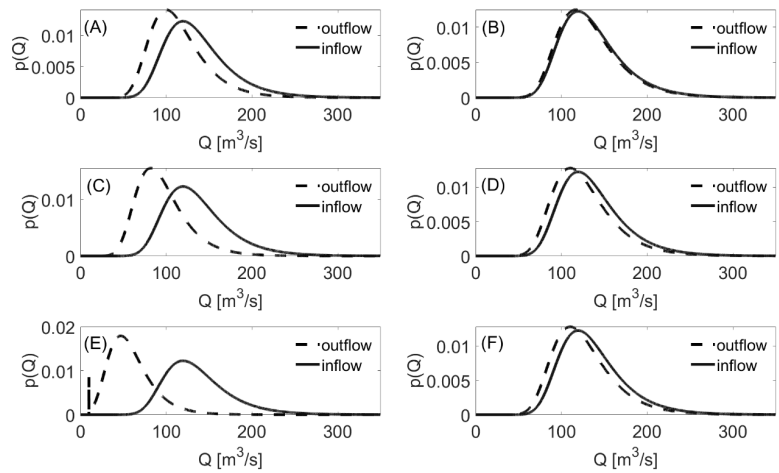 (A)
p(Q)
0.01
0.005
0
0 100 200 300
Q [m³/s]
outflow
inflow
(B)
p(Q)
0.01
0.005
0
0 100 200 300
Q [m³/s]
outflow
inflow
(C)
p(Q)
0.01
0
0 100 200 300
Q [m³/s]
outflow
inflow
(D)
p(Q)
0.01
0.005
0
0 100 200 300
Q [m³/s]
outflow
inflow
(E)
p(Q)
0.02
0.01
0
0 100 200 300
Q [m³/s]
outflow
inflow
(F)
p(Q)
0.01
0.005
0
0 100 200 300
Q [m³/s]
outflow
inflow